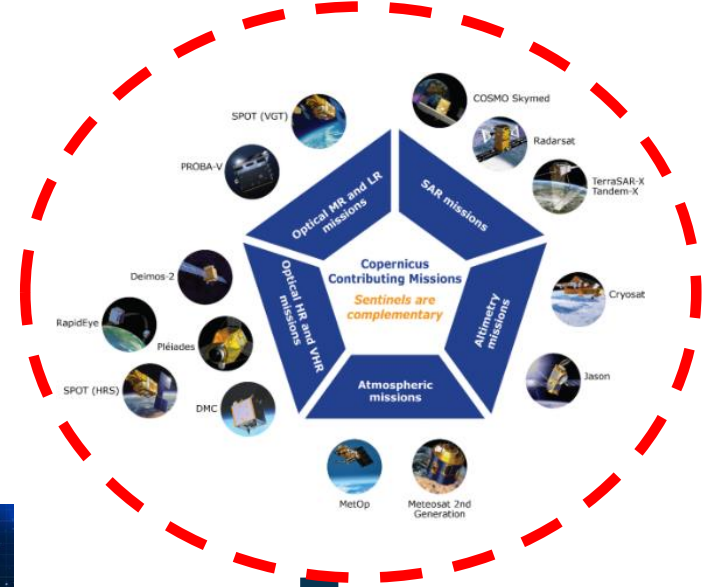 COSMO Skymed
SPOT (VGT)
Radarsat
PROBA-V
TerraSAR-X
Tandem-X
Optical MR and LR
missions
SAR missions
Copernicus
Contributing Missions
Sentinels are
complementary
Deimos-2
Optical HR and VHR
missions
Altimetry
missions
Cryosat
RapidEye
Pléiades
Jason
SPOT (HRS)
DMC
Atmospheric
missions
MetOp
Meteosat 2nd
Generation